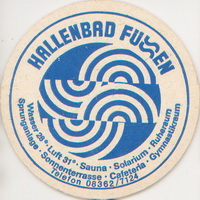 HALLENBAD FÜSSEN
Wasser 28° · Luft 31° · Sauna · Solarium · Ruheraum
Sprunganlage · Sonnenterrasse · Cafeteria · Gymnastikraum
Telefon 08362/7124